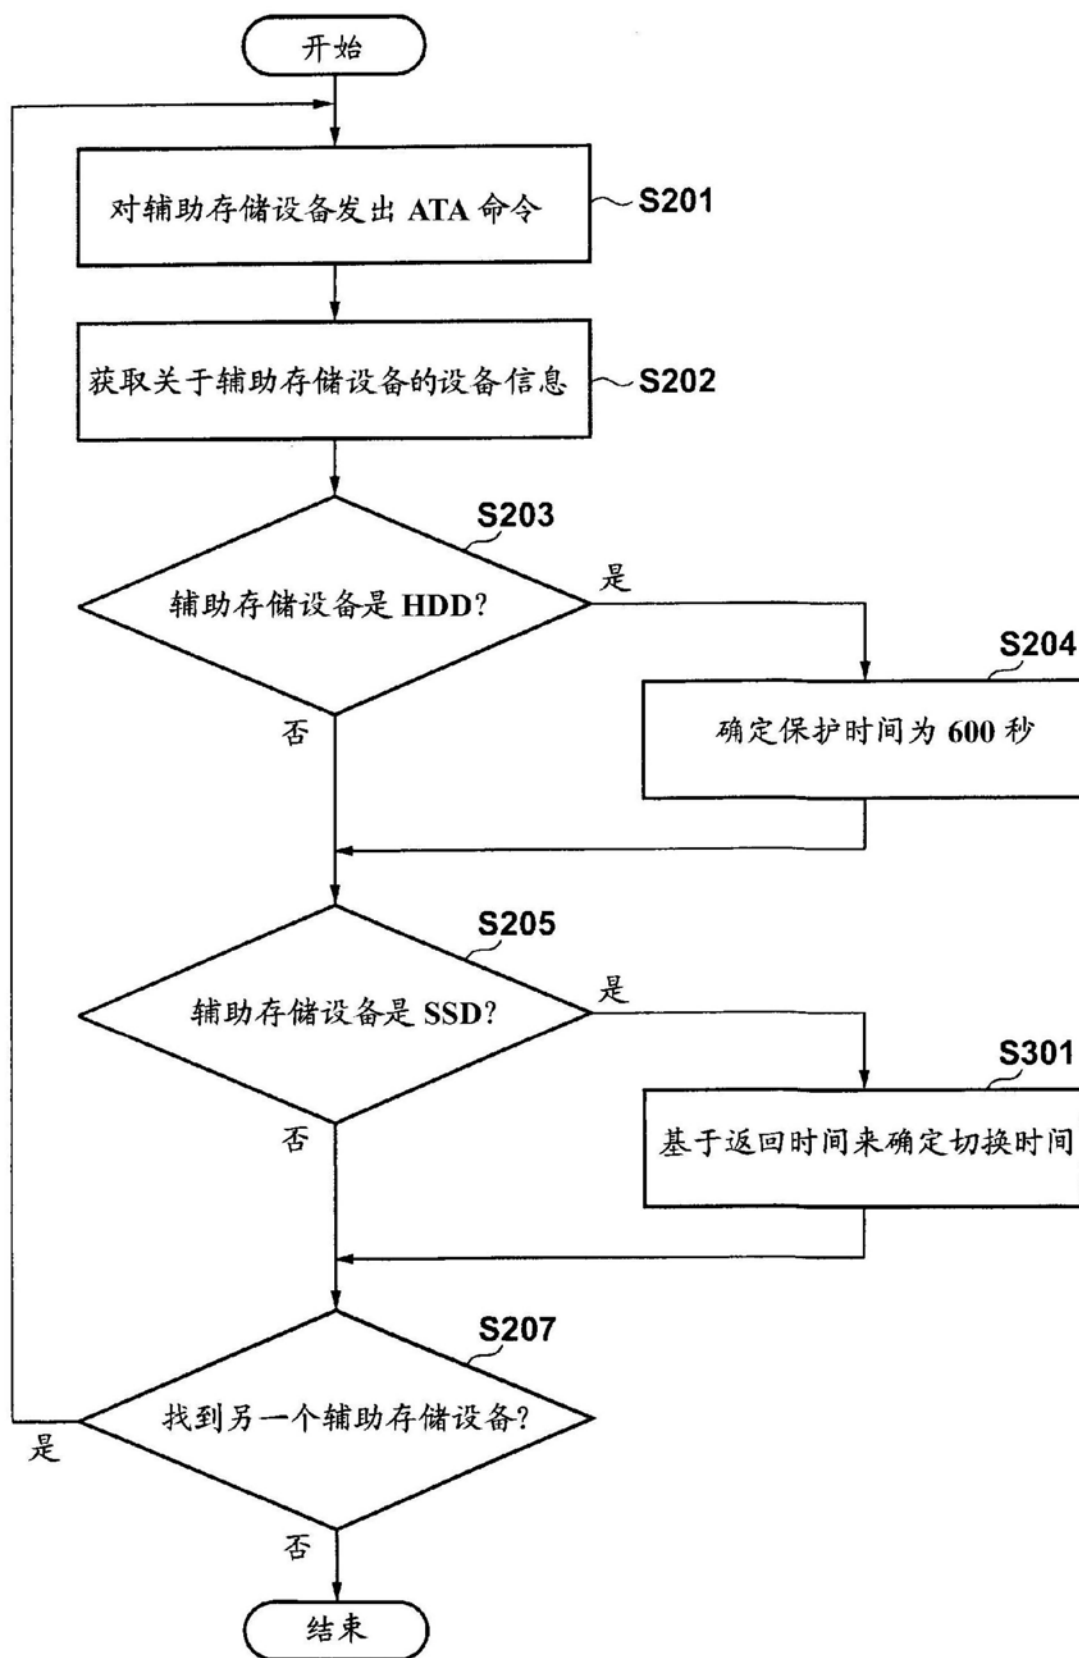 开始
对辅助存储设备发出 ATA 命令
S201
获取关于辅助存储设备的设备信息
S202
S203
辅助存储设备是 HDD？
是
否
S204
确定保护时间为 600 秒
S205
辅助存储设备是 SSD？
是
否
S301
基于返回时间来确定切换时间
S207
找到另一个辅助存储设备？
是
否
结束